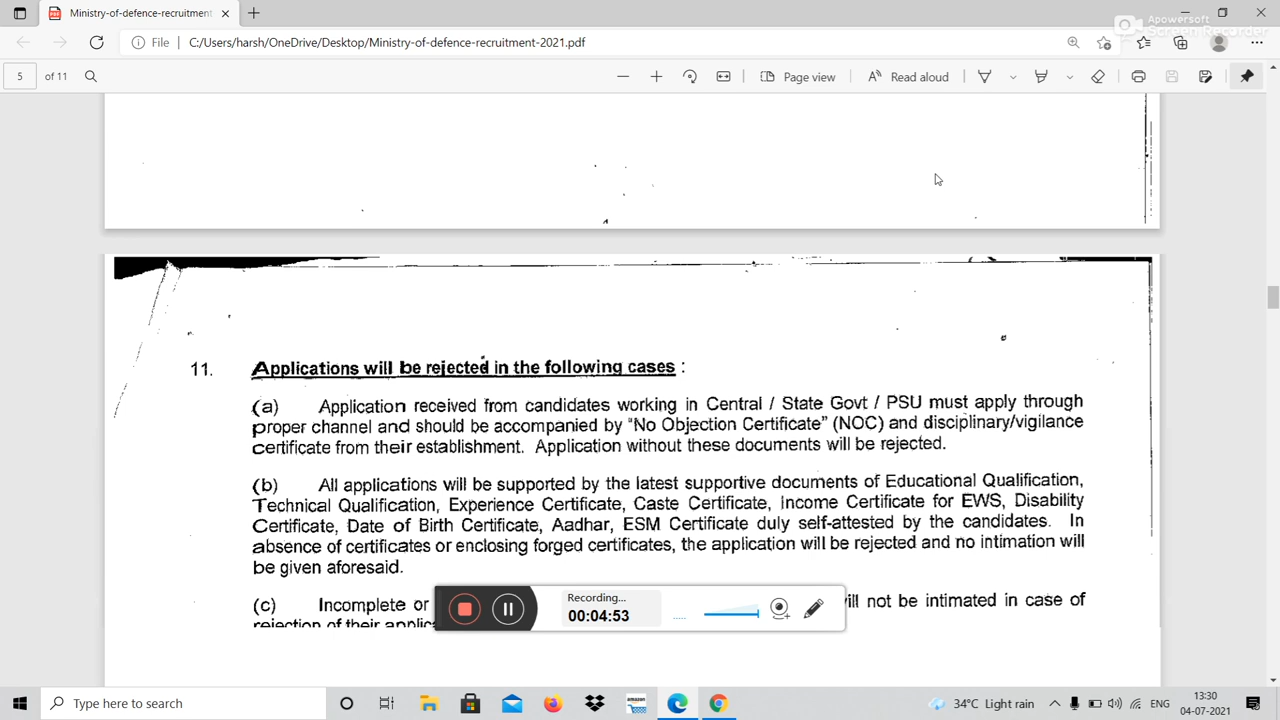 Ministry-of-defence-recruitment
File C:/Users/harsh/OneDrive/Desktop/Ministry-of-defence-recruitment-2021.pdf
Apowersoft
Screen Recorder
5 of 11 Page view Read aloud
11. Applications will be rejected in the following cases :
(a) Application received from candidates working in Central / State Govt / PSU must apply through
proper channel and should be accompanied by "No Objection Certificate" (NOC) and disciplinary/vigilance
certificate from their establishment. Application without these documents will be rejected.
(b) All applications will be supported by the latest supportive documents of Educational Qualification,
Technical Qualification, Experience Certificate, Caste Certificate, Income Certificate for EWS, Disability
Certificate, Date of Birth Certificate, Aadhar, ESM Certificate duly self-attested by the candidates. In
absence of certificates or enclosing forged certificates, the application will be rejected and no intimation will
be given aforesaid.
(c) Incomplete or will not be intimated in case of
rejection of their
Recording...
00:04:53
Type here to search
amazon
34°C Light rain
ENG
13:30
04-07-2021